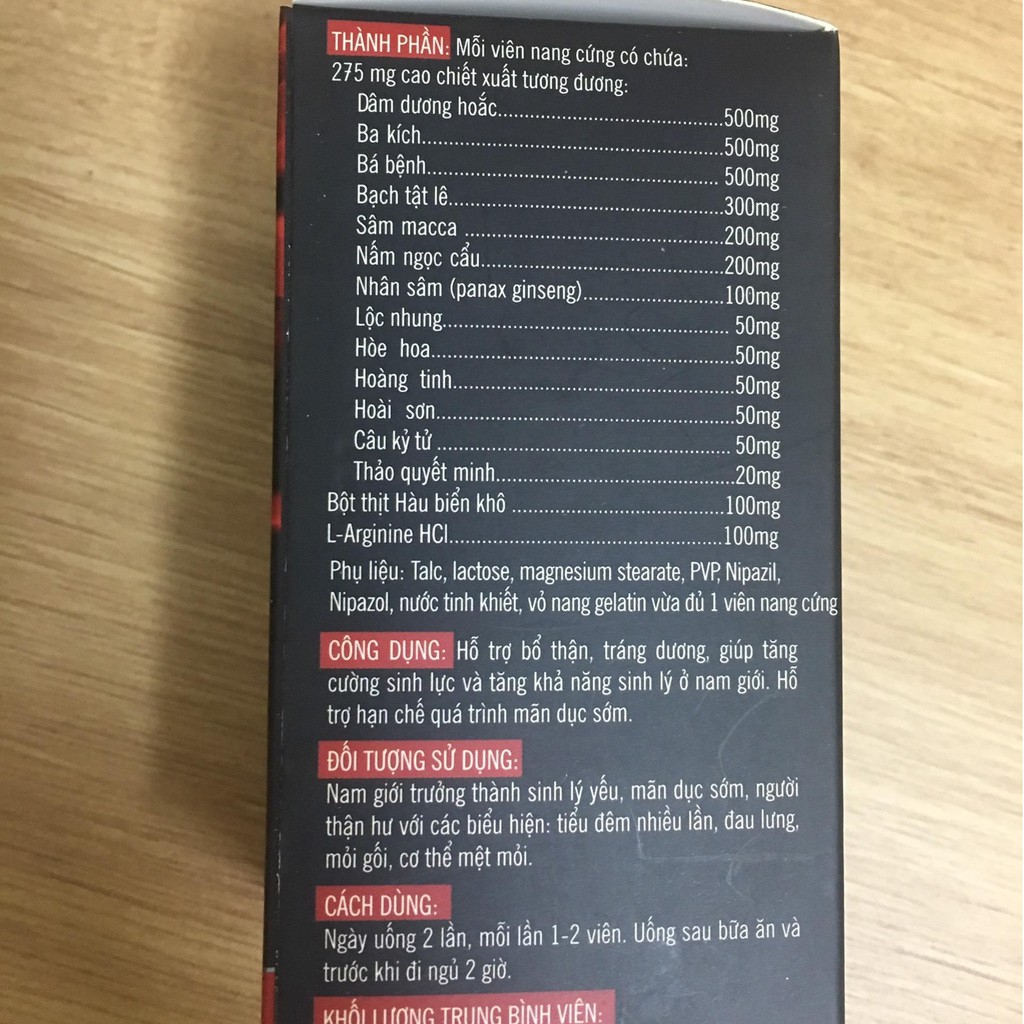 THÀNH PHẦN: Mỗi viên nang cứng có chứa:
275 mg cao chiết xuất tương đương:
Dâm dương hoắc...............................500mg
Ba kích...............................500mg
Bá bệnh............................... 500mg
Bạch tật lê...............................300mg
Sâm macca ...............................200mg
Nấm ngọc cẩu...............................200mg
Nhân sâm (panax ginseng)....................100mg
Lộc nhung............................... 50mg
Hòe hoa...............................50mg
Hoàng tinh...............................50mg
Hoài sơn...............................50mg
Câu kỷ tử ............................... 50mg
Thảo quyết minh...............................20mg
Bột thịt Hàu biển khô ...............................100mg
L-Arginine HCl...............................100mg
Phụ liệu: Talc, lactose, magnesium stearate, PVP, Nipazil,
Nipazol, nước tinh khiết, vỏ nang gelatin vừa đủ 1 viên nang cứng
CÔNG DỤNG: Hỗ trợ bổ thận, tráng dương, giúp tăng
cường sinh lực và tăng khả năng sinh lý ở nam giới. Hỗ
trợ hạn chế quá trình mãn dục sớm.
ĐỐI TƯỢNG SỬ DỤNG:
Nam giới trưởng thành sinh lý yếu, mãn dục sớm, người
thận hư với các biểu hiện: tiểu đêm nhiều lần, đau lưng,
mỏi gối, cơ thể mệt mỏi.
CÁCH DÙNG:
Ngày uống 2 lần, mỗi lần 1-2 viên. Uống sau bữa ăn và
trước khi đi ngủ 2 giờ.
KHỐI LƯỢNG TRUNG BÌNH VIÊN: